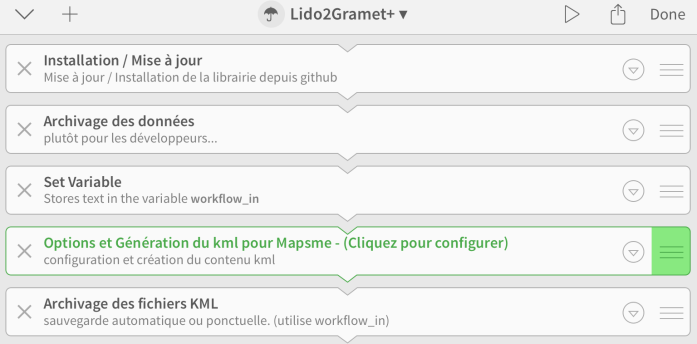 Lido2Gramet+ ▾
Done
Installation / Mise à jour
Mise à jour / Installation de la librairie depuis github
Archivage des données
plutôt pour les développeurs...
Set Variable
Stores text in the variable workflow_in
Options et Génération du kml pour Mapsme - (Cliquez pour configurer)
configuration et création du contenu kml
Archivage des fichiers KML
sauvegarde automatique ou ponctuelle. (utilise workflow_in)